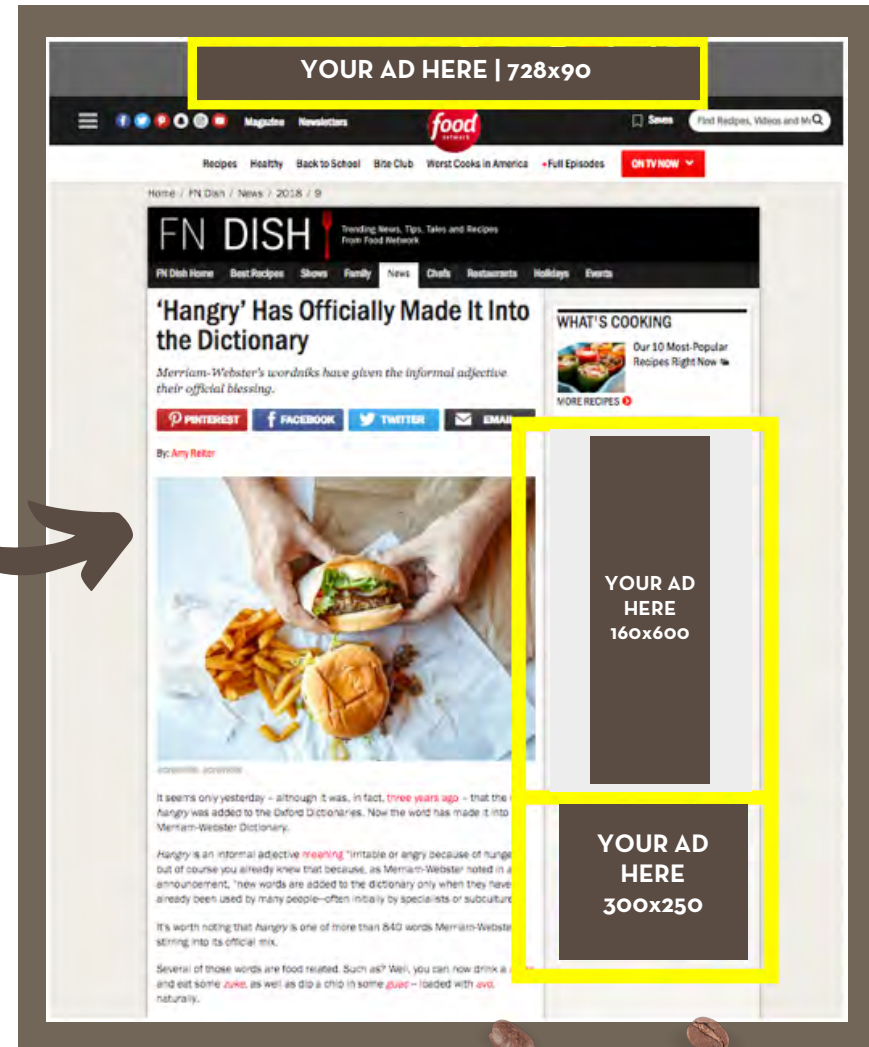 YOUR AD HERE | 728x90
Magazine Newsletters
food
network
Saves
Find Recipes, Videos and Mo
Recipes Healthy Back to School Bite Club Worst Cooks in America •Full Episodes ON TV NOW
Home / FN Dish / News / 2018 / 9
FN DISH
Trending News, Tips, Tales and Recipes
From Food Network
FN Dish Home Best Recipes Shows Family News Chefs Restaurants Holidays Events
‘Hangry’ Has Officially Made It Into
the Dictionary
Merriam-Webster's wordniks have given the informal adjective
their official blessing.
PINTEREST FACEBOOK TWITTER EMAIL
By: Amy Reiter
WHAT'S COOKING
Our 10 Most-Popular
Recipes Right Now
MORE RECIPES
YOUR AD
HERE
160x600
YOUR AD
HERE
300x250
It seems only yesterday – although it was, in fact, three years ago – that the
hangry was added to the Oxford Dictionaries. Now the word has made it into
Merriam-Webster Dictionary.
Hangry is an informal adjective meaning "irritable or angry because of hunge
but of course you already knew that because, as Merriam-Webster noted in a
announcement, "new words are added to the dictionary only when they have
already been used by many people—often initially by specialists or subculture
It's worth noting that hangry is one of more than 840 words Merriam-Webste
stirring into its official mix.
Several of those words are food related. Such as? Well, you can now drink a
and eat some zuke, as well as dip a chip in some guac – loaded with avo,
naturally.